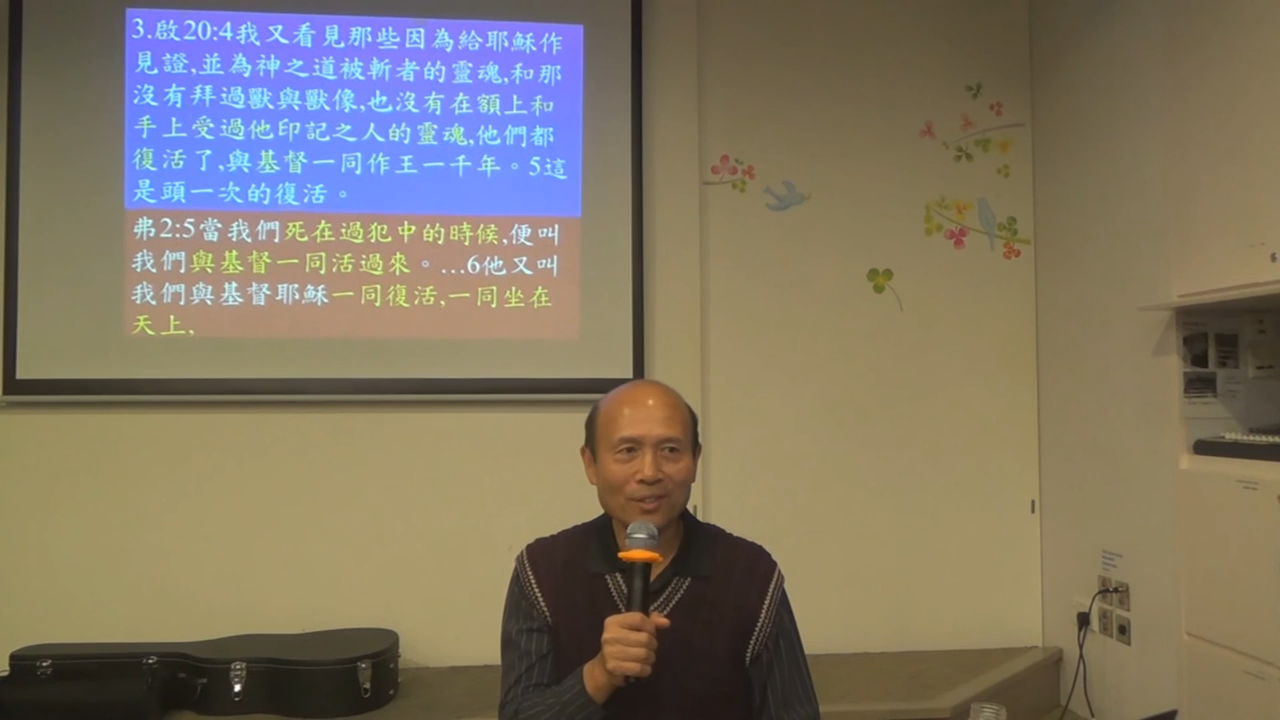 3.啟20:4我又看見那些因為給耶穌作
見證,並為神之道被斬者的靈魂,和那
沒有拜過獸與獸像,也沒有在額上和
手上受過他印記之人的靈魂,他們都
復活了,與基督一同作王一千年。5這
是頭一次的復活。
弗2:5當我們死在過犯中的時候,便叫
我們與基督一同活過來。…6他又叫
我們與基督耶穌一同復活,一同坐在
天上,